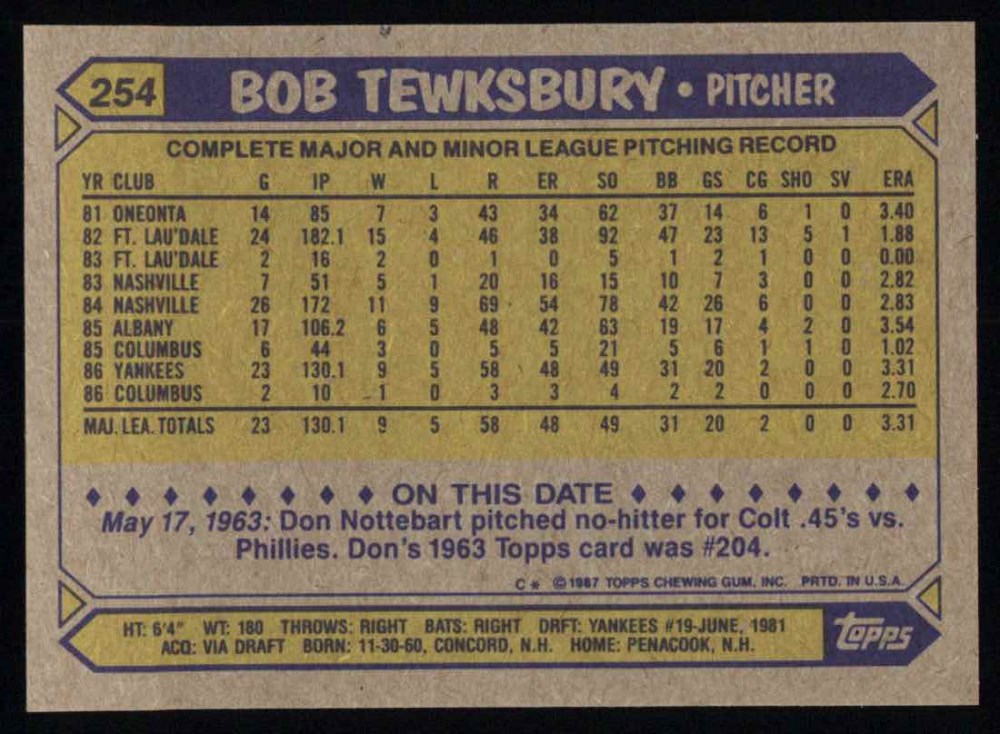 254 BOB TEWKSBURY • PITCHER
COMPLETE MAJOR AND MINOR LEAGUE PITCHING RECORD
YR CLUB G IP W L R ER SO BB GS CG SHO SV ERA
81 ONEONTA 14 85 7 3 43 34 62 37 14 6 1 0 3.40
82 FT. LAU'DALE 24 182.1 15 4 46 38 92 47 23 13 5 1 1.88
83 FT. LAU'DALE 2 16 2 0 1 0 5 1 2 1 0 0 0.00
83 NASHVILLE 7 51 5 1 20 16 15 10 7 3 0 0 2.82
84 NASHVILLE 26 172 11 9 69 54 78 42 26 6 0 0 2.83
85 ALBANY 17 106.2 6 5 48 42 63 19 17 4 2 0 3.54
85 COLUMBUS 6 44 3 0 5 5 21 5 6 1 1 0 1.02
86 YANKEES 23 130.1 9 5 58 48 49 31 20 2 0 0 3.31
86 COLUMBUS 2 10 1 0 3 3 4 2 2 0 0 0 2.70
MAJ. LEA. TOTALS 23 130.1 9 5 58 48 49 31 20 2 0 0 3.31
ON THIS DATE
May 17, 1963: Don Nottebart pitched no-hitter for Colt .45's vs.
Phillies. Don's 1963 Topps card was #204.
C * © 1987 TOPPS CHEWING GUM, INC. PRTD. IN U.S.A.
HT: 6'4" WT: 180 THROWS: RIGHT BATS: RIGHT DRFT: YANKEES #19-JUNE, 1981
ACQ: VIA DRAFT BORN: 11-30-60, CONCORD, N.H. HOME: PENACOOK, N.H.
topps